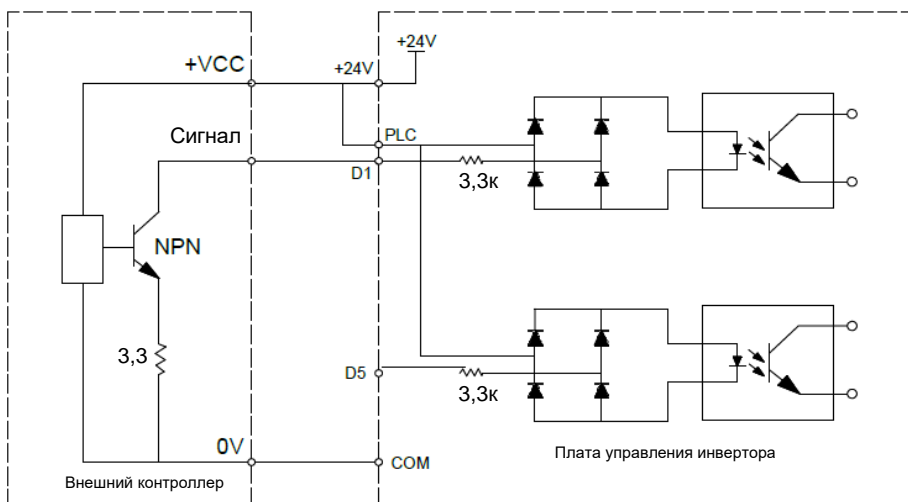 +24V
+VCC
+24V
Сигнал
PLC
D1
3,3к
NPN
3,3
D5
3,3к
0V
COM
Плата управления инвертора
Внешний контроллер